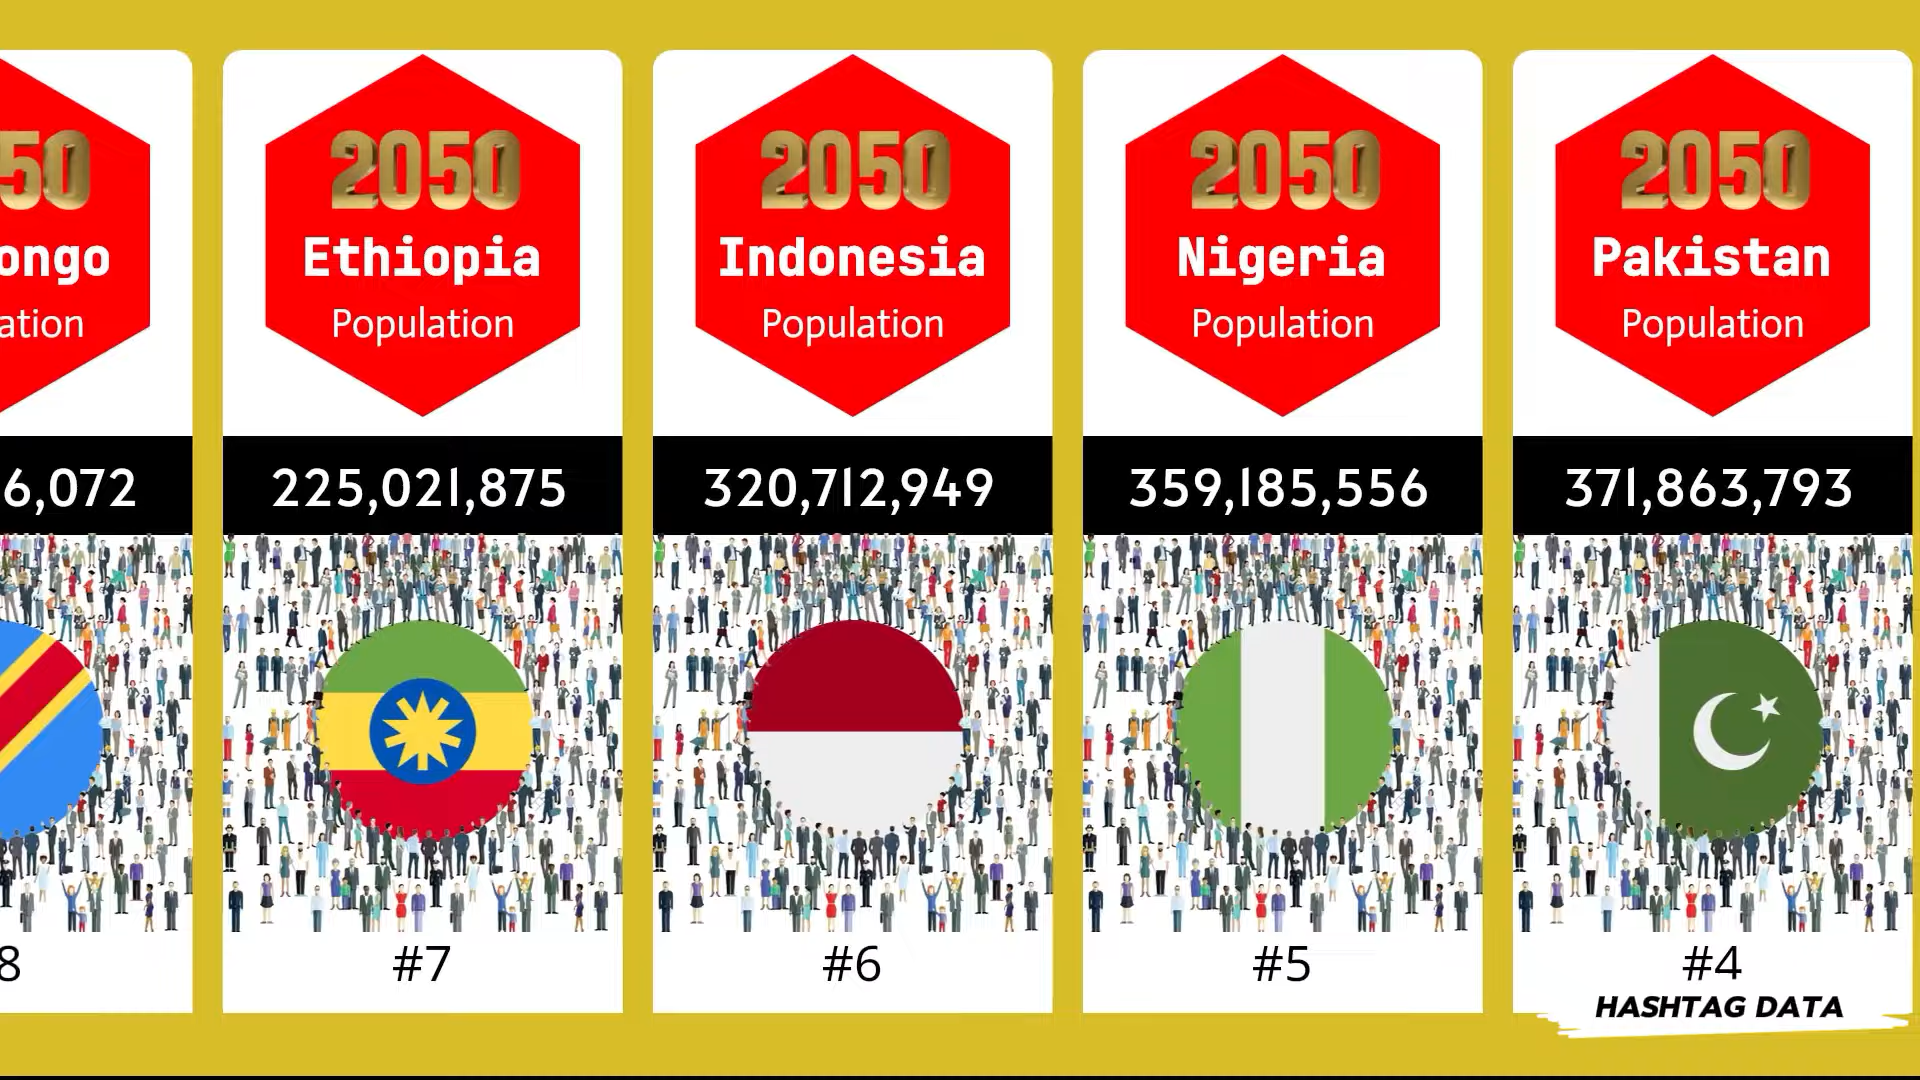 50
ongo
ation
6,072
8
2050
Ethiopia
Population
225,021,875
#7
2050
Indonesia
Population
320,712,949
#6
2050
Nigeria
Population
359,185,556
#5
2050
Pakistan
Population
371,863,793
#4
HASHTAG DATA